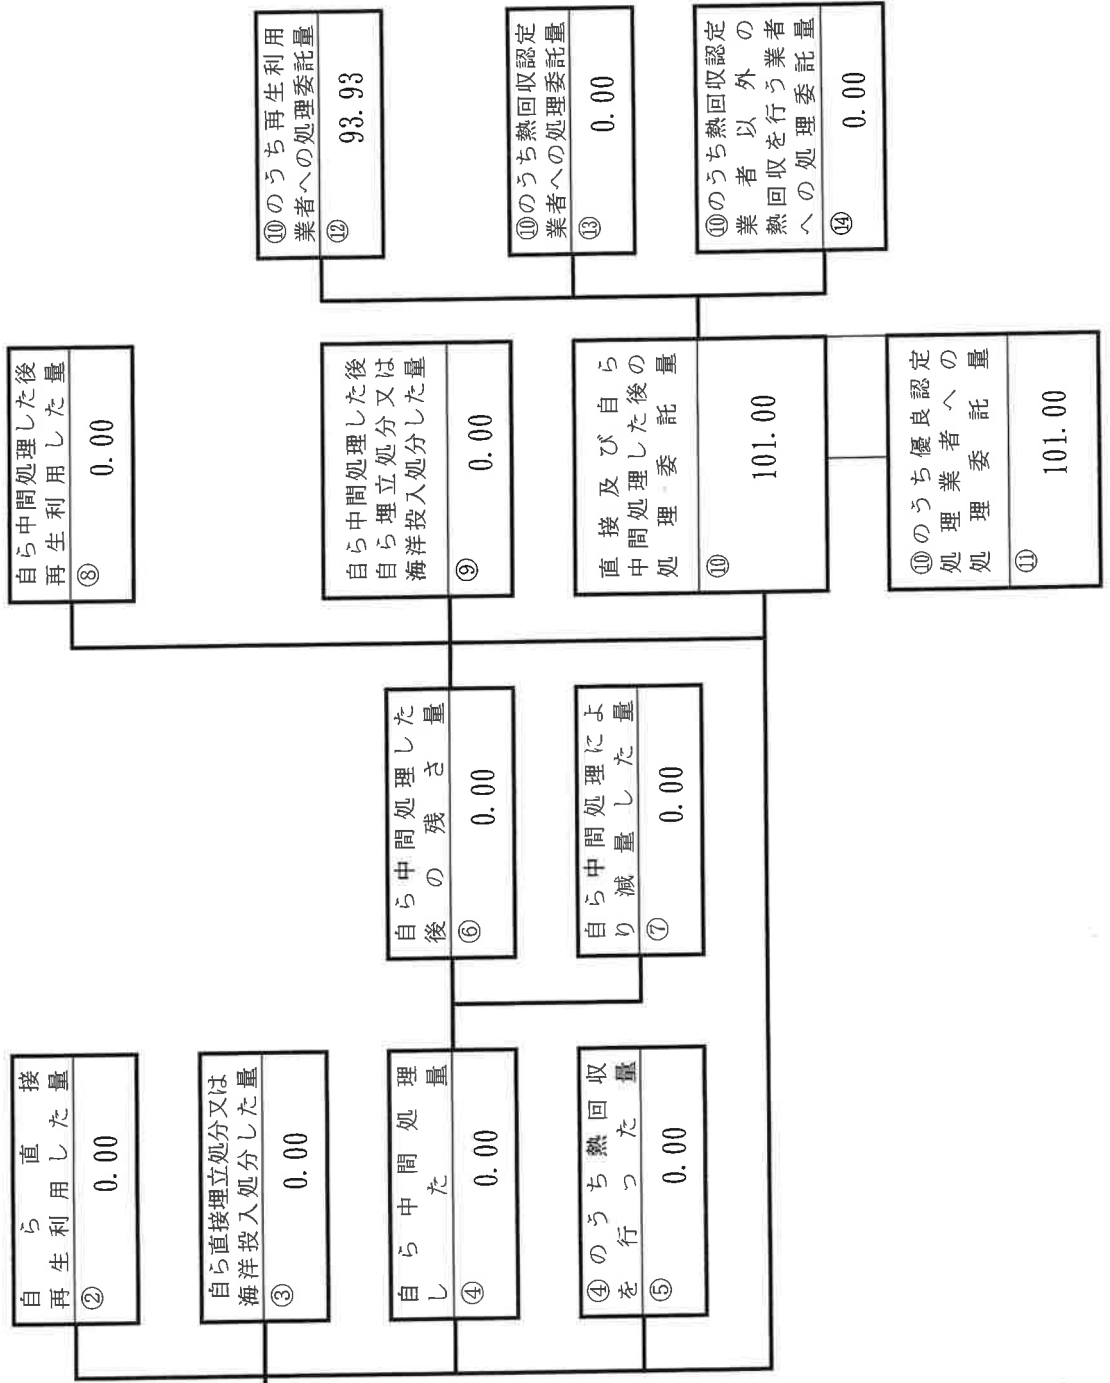 自ら直接
再生利用した量
②
0.00
自ら直接埋立処分又は
海洋投入処分した量
③
0.00
自ら中間処理
した量
④
0.00
④のうち熱回収
を行った量
⑤
0.00
自ら中間処理した
後の残さ量
⑥
0.00
自ら中間処理によ
り減量した量
⑦
0.00
自ら中間処理した後
再生利用した量
⑧
0.00
自ら中間処理した後
自ら埋立処分又は
海洋投入処分した量
⑨
0.00
直接及び自ら
中間処理した後の
処理委託量
⑩
101.00
⑩のうち優良認定
処理業者への
処理委託量
⑪
101.00
⑩のうち再生利用
業者への処理委託量
⑫
93.93
⑩のうち熱回収認定
業者への処理委託量
⑬
0.00
⑩のうち熱回収認定
業者以外の
熱回収を行う業者
への処理委託量
⑭
0.00